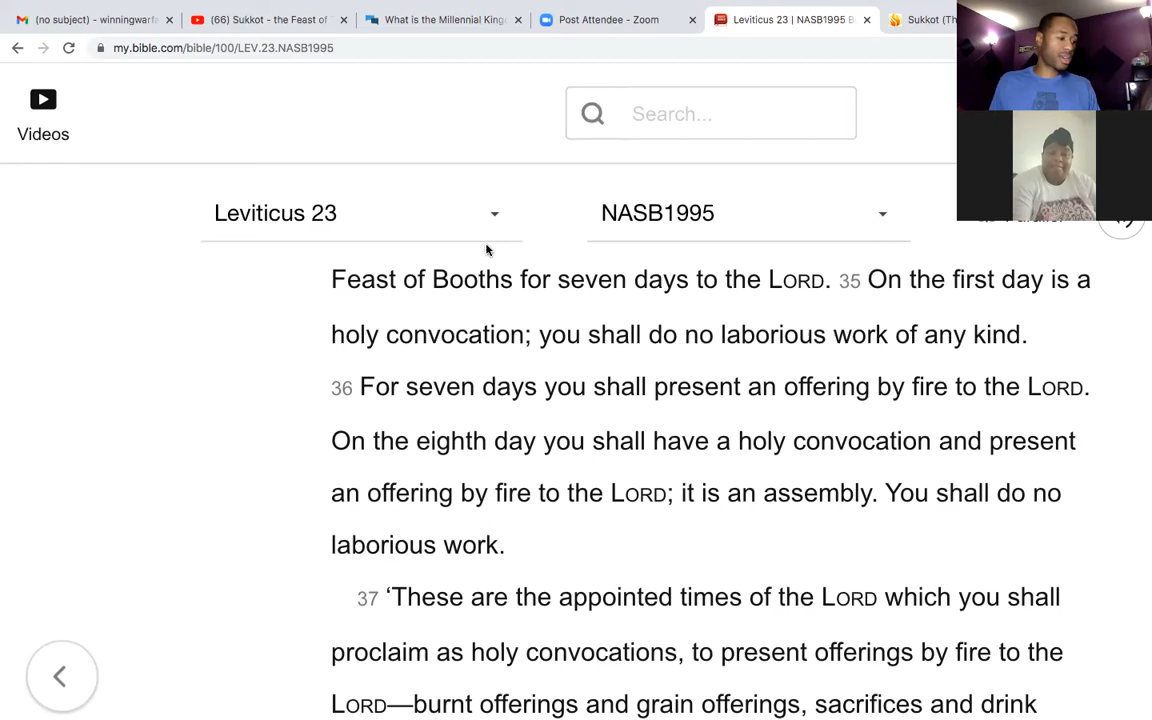 (no subject) - winningwarfa
(66) Sukkot - the Feast of
What is the Millennial King
Post Attendee - Zoom
Leviticus 23 | NASB1995 B
Sukkot (Th
my.bible.com/bible/100/LEV.23.NASB1995
Videos
Search...
Leviticus 23
NASB1995
Feast of Booths for seven days to the LORD. 35 On the first day is a
holy convocation; you shall do no laborious work of any kind.
36 For seven days you shall present an offering by fire to the LORD.
On the eighth day you shall have a holy convocation and present
an offering by fire to the LORD; it is an assembly. You shall do no
laborious work.
37 ‘These are the appointed times of the LORD which you shall
proclaim as holy convocations, to present offerings by fire to the
LORD—burnt offerings and grain offerings, sacrifices and drink